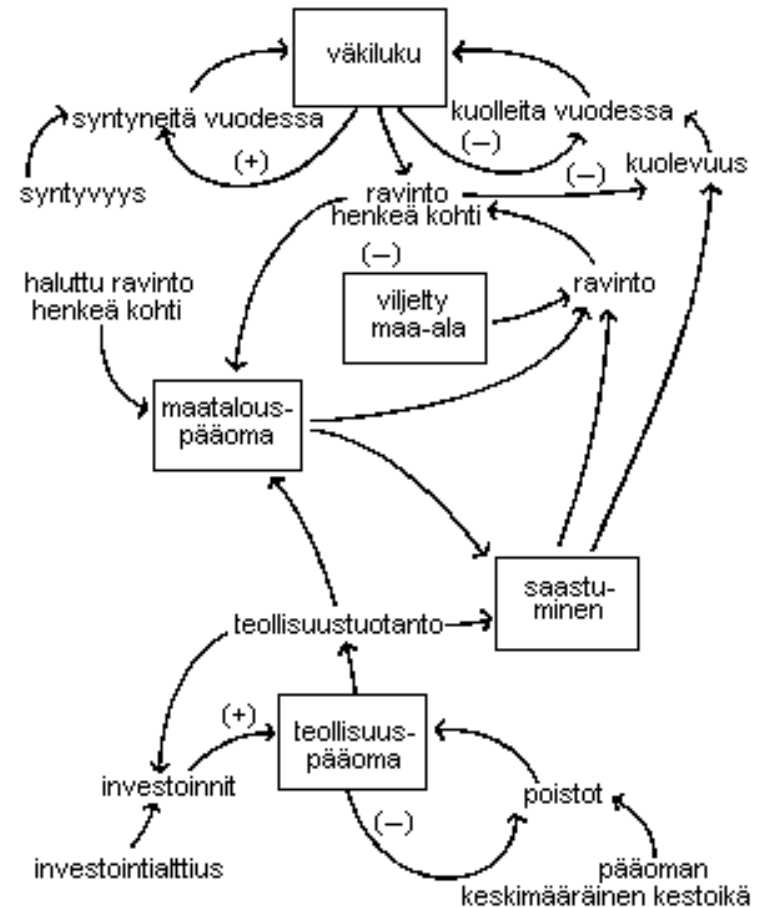 väkiluku
syntyneitä vuodessa
kuolleita vuodessa
(+)
(—)
syntyvyys
(—)
kuolevuus
ravinto
henkeä kohti
(—)
haluttu ravinto
henkeä kohti
viljelty
maa-ala
ravinto
maatalous-
pääoma
saastu-
minen
teollisuustuotanto
(+)
teollisuus-
pääoma
investoinnit
poistot
(—)
investointialttius
pääoman
keskimääräinen kestoikä